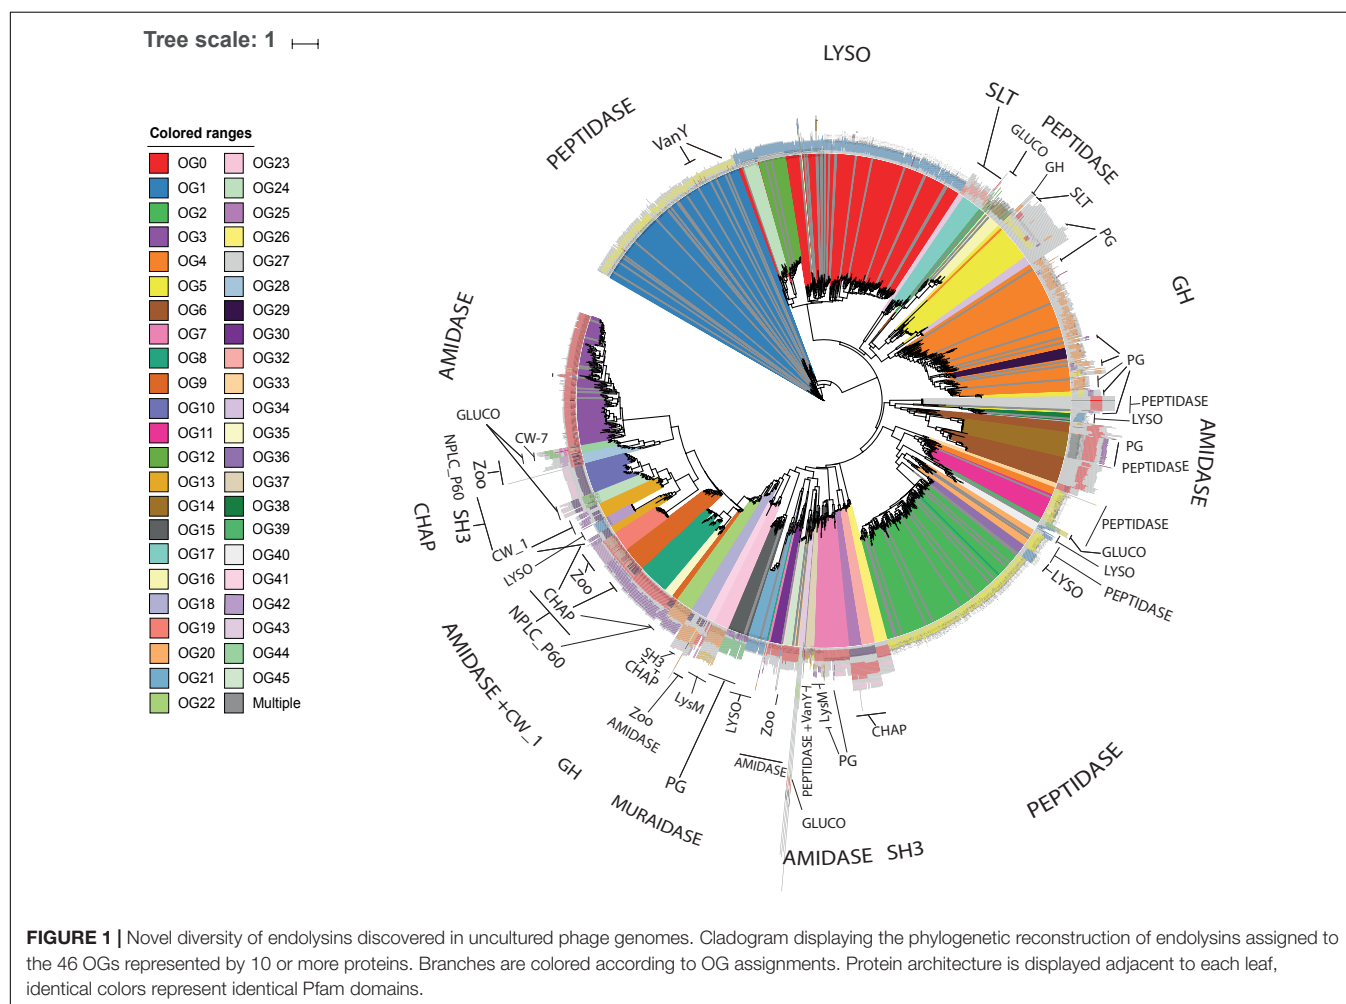 Tree scale: 1
Colored ranges
OG0
OG1
OG2
OG3
OG4
OG5
OG6
OG7
OG8
OG9
OG10
OG11
OG12
OG13
OG14
OG15
OG17
OG16
OG18
OG19
OG20
OG21
OG22
OG23
OG24
OG25
OG26
OG27
OG28
OG29
OG30
OG32
OG33
OG34
OG35
OG36
OG37
OG38
OG39
OG40
OG41
OG42
OG43
OG44
OG45
Multiple
PEPTIDASE
VanY
LYSO
SLT
GLUCO
PEPTIDASE
GH
SLT
PG
GH
PG
PEPTIDASE
LYSO
AMIDASE
PG
PEPTIDASE
PEPTIDASE
GLUCO
LYSO
PEPTIDASE
LYSO
PEPTIDASE
CHAP
PG
LysM
PEPTIDASE +VanY
GLUCO
AMIDASE SH3
AMIDASE
Zoo
LYSO
PG
MURAIDASE
LysM
AMIDASE
Zoo
CHAP
SH3
GH
AMIDASE +CW_1
NPLC_P60
CHAP
Zoo
LYSO
CW_1
CHAP
NPLC_P60 SH3
Zoo
CW-7
GLUCO
AMIDASE
FIGURE 1 | Novel diversity of endolysins discovered in uncultured phage genomes. Cladogram displaying the phylogenetic reconstruction of endolysins assigned to
the 46 OGs represented by 10 or more proteins. Branches are colored according to OG assignments. Protein architecture is displayed adjacent to each leaf,
identical colors represent identical Pfam domains.